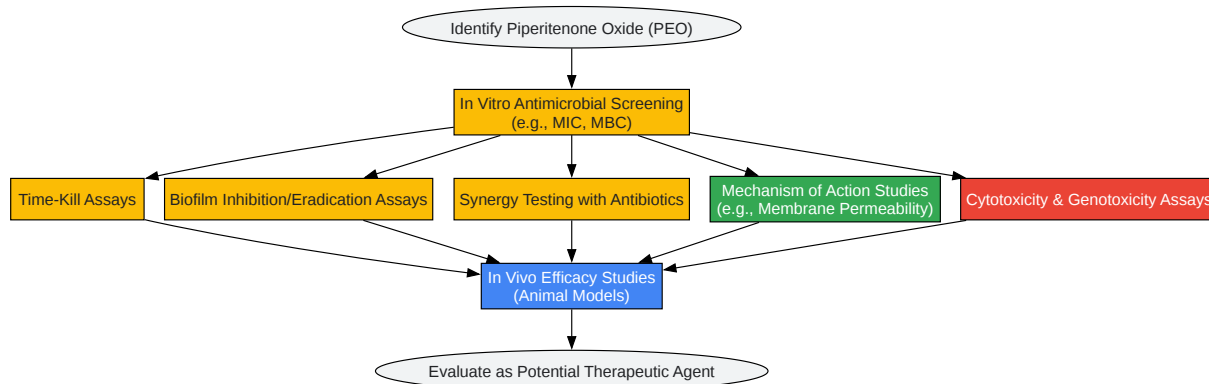 Identify Piperitenone Oxide (PEO)
In Vitro Antimicrobial Screening
(e.g., MIC, MBC)
Time-Kill Assays
Biofilm Inhibition/Eradication Assays
Synergy Testing with Antibiotics
Mechanism of Action Studies
(e.g., Membrane Permeability)
Cytotoxicity & Genotoxicity Assays
In Vivo Efficacy Studies
(Animal Models)
Evaluate as Potential Therapeutic Agent